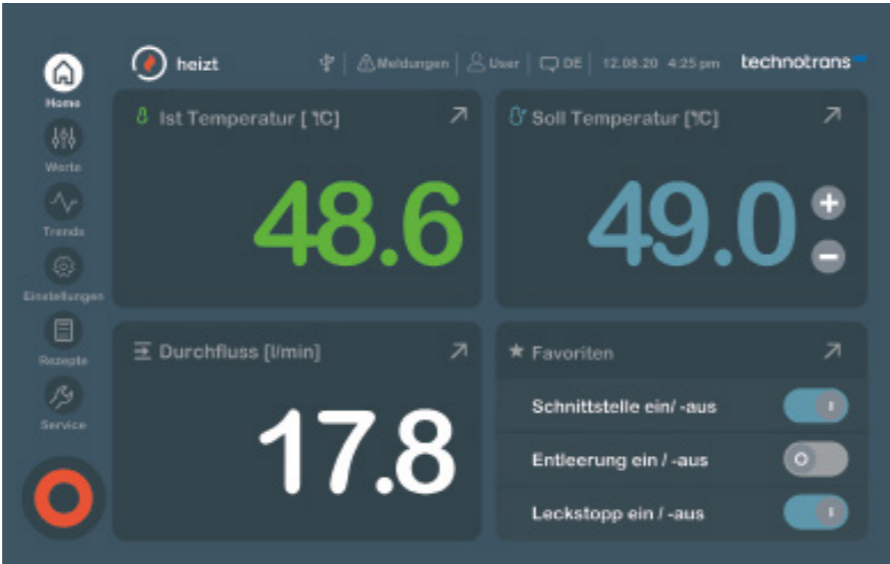 heizt
Meldungen
User
DE
12.08.20 4:25 pm
technotrans
Home
Werte
Trends
Einstellungen
Rezepte
Service
Ist Temperatur [°C]
48.6
Soll Temperatur [°C]
49.0
Durchfluss [l/min]
17.8
Favoriten
Schnittstelle ein/ -aus
Entleerung ein / -aus
Leckstopp ein / -aus